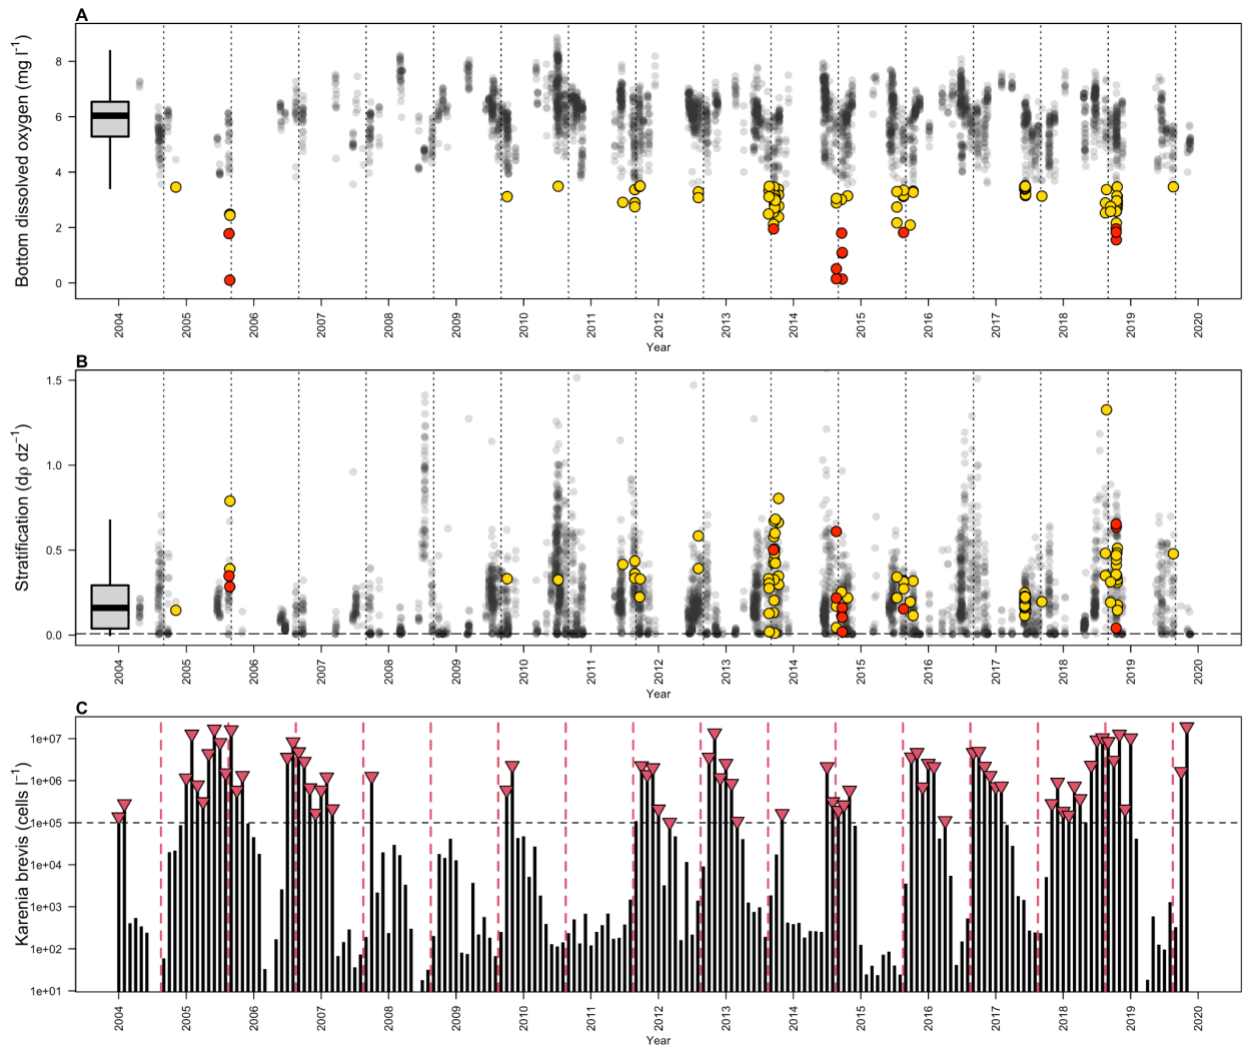 A
Bottom dissolved oxygen (mg l⁻¹)
8
6
4
2
0
2004 2005 2006 2007 2008 2009 2010 2011 2012 2013 2014 2015 2016 2017 2018 2019 2020
Year
B
Stratification (dρ dz⁻¹)
1.5
1.0
0.5
0.0
2004 2005 2006 2007 2008 2009 2010 2011 2012 2013 2014 2015 2016 2017 2018 2019 2020
Year
C
Karenia brevis (cells l⁻¹)
1e+07
1e+06
1e+05
1e+04
1e+03
1e+02
1e+01
2004 2005 2006 2007 2008 2009 2010 2011 2012 2013 2014 2015 2016 2017 2018 2019 2020
Year